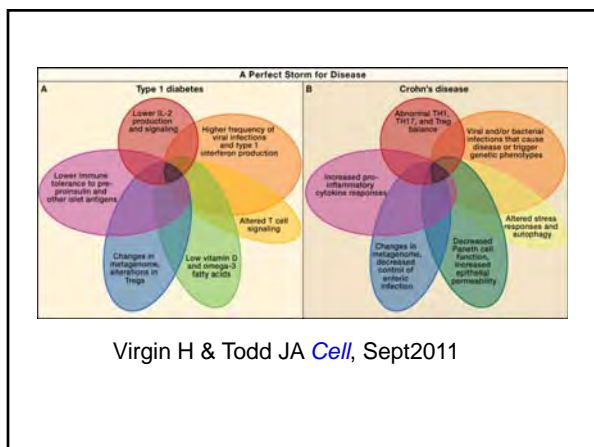 A Perfect Storm for Disease
A
Type 1 diabetes
Lower IL-2
production
and signaling
Higher frequency of
viral infections
and type 1
interferon production
Lower immune
tolerance to pre-
proinsulin and
other islet antigens
Altered T cell
signaling
Changes in
metagenome,
alterations in
Tregs
Low vitamin D
and omega-3
fatty acids
B
Crohn's disease
Abnormal TH1,
TH17, and Treg
balance
Viral and/or bacterial
infections that cause
disease or trigger
genetic phenotypes
Increased pro-
inflammatory
cytokine responses
Altered stress
responses and
autophagy
Changes in
metagenome,
decreased
control of
enteric
infection
Decreased
Paneth cell
function,
increased
epithelial
permeability
Virgin H & Todd JA Cell, Sept2011